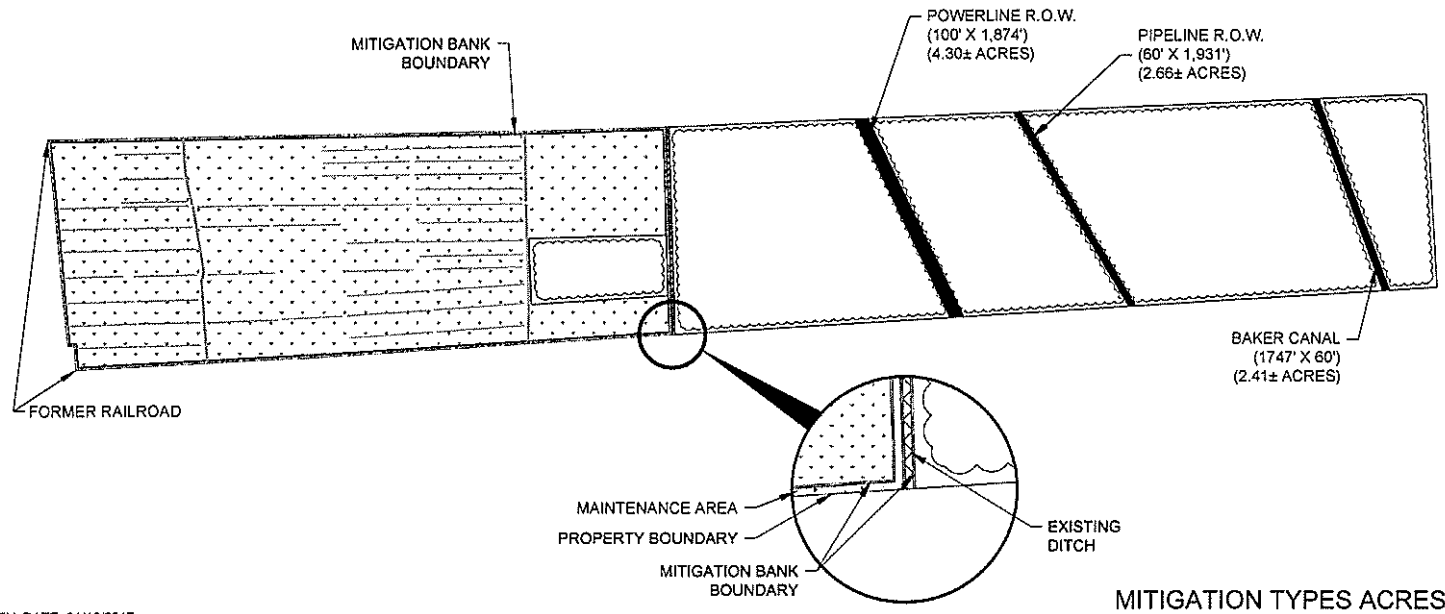 POWERLINE R.O.W.
(100' X 1,874')
(4.30± ACRES)
PIPELINE R.O.W.
(60' X 1,931')
(2.66± ACRES)
MITIGATION BANK
BOUNDARY
BAKER CANAL
(1747' X 60')
(2.41± ACRES)
FORMER RAILROAD
MAINTENANCE AREA
PROPERTY BOUNDARY
MITIGATION BANK
BOUNDARY
EXISTING
DITCH
MITIGATION TYPES ACRES